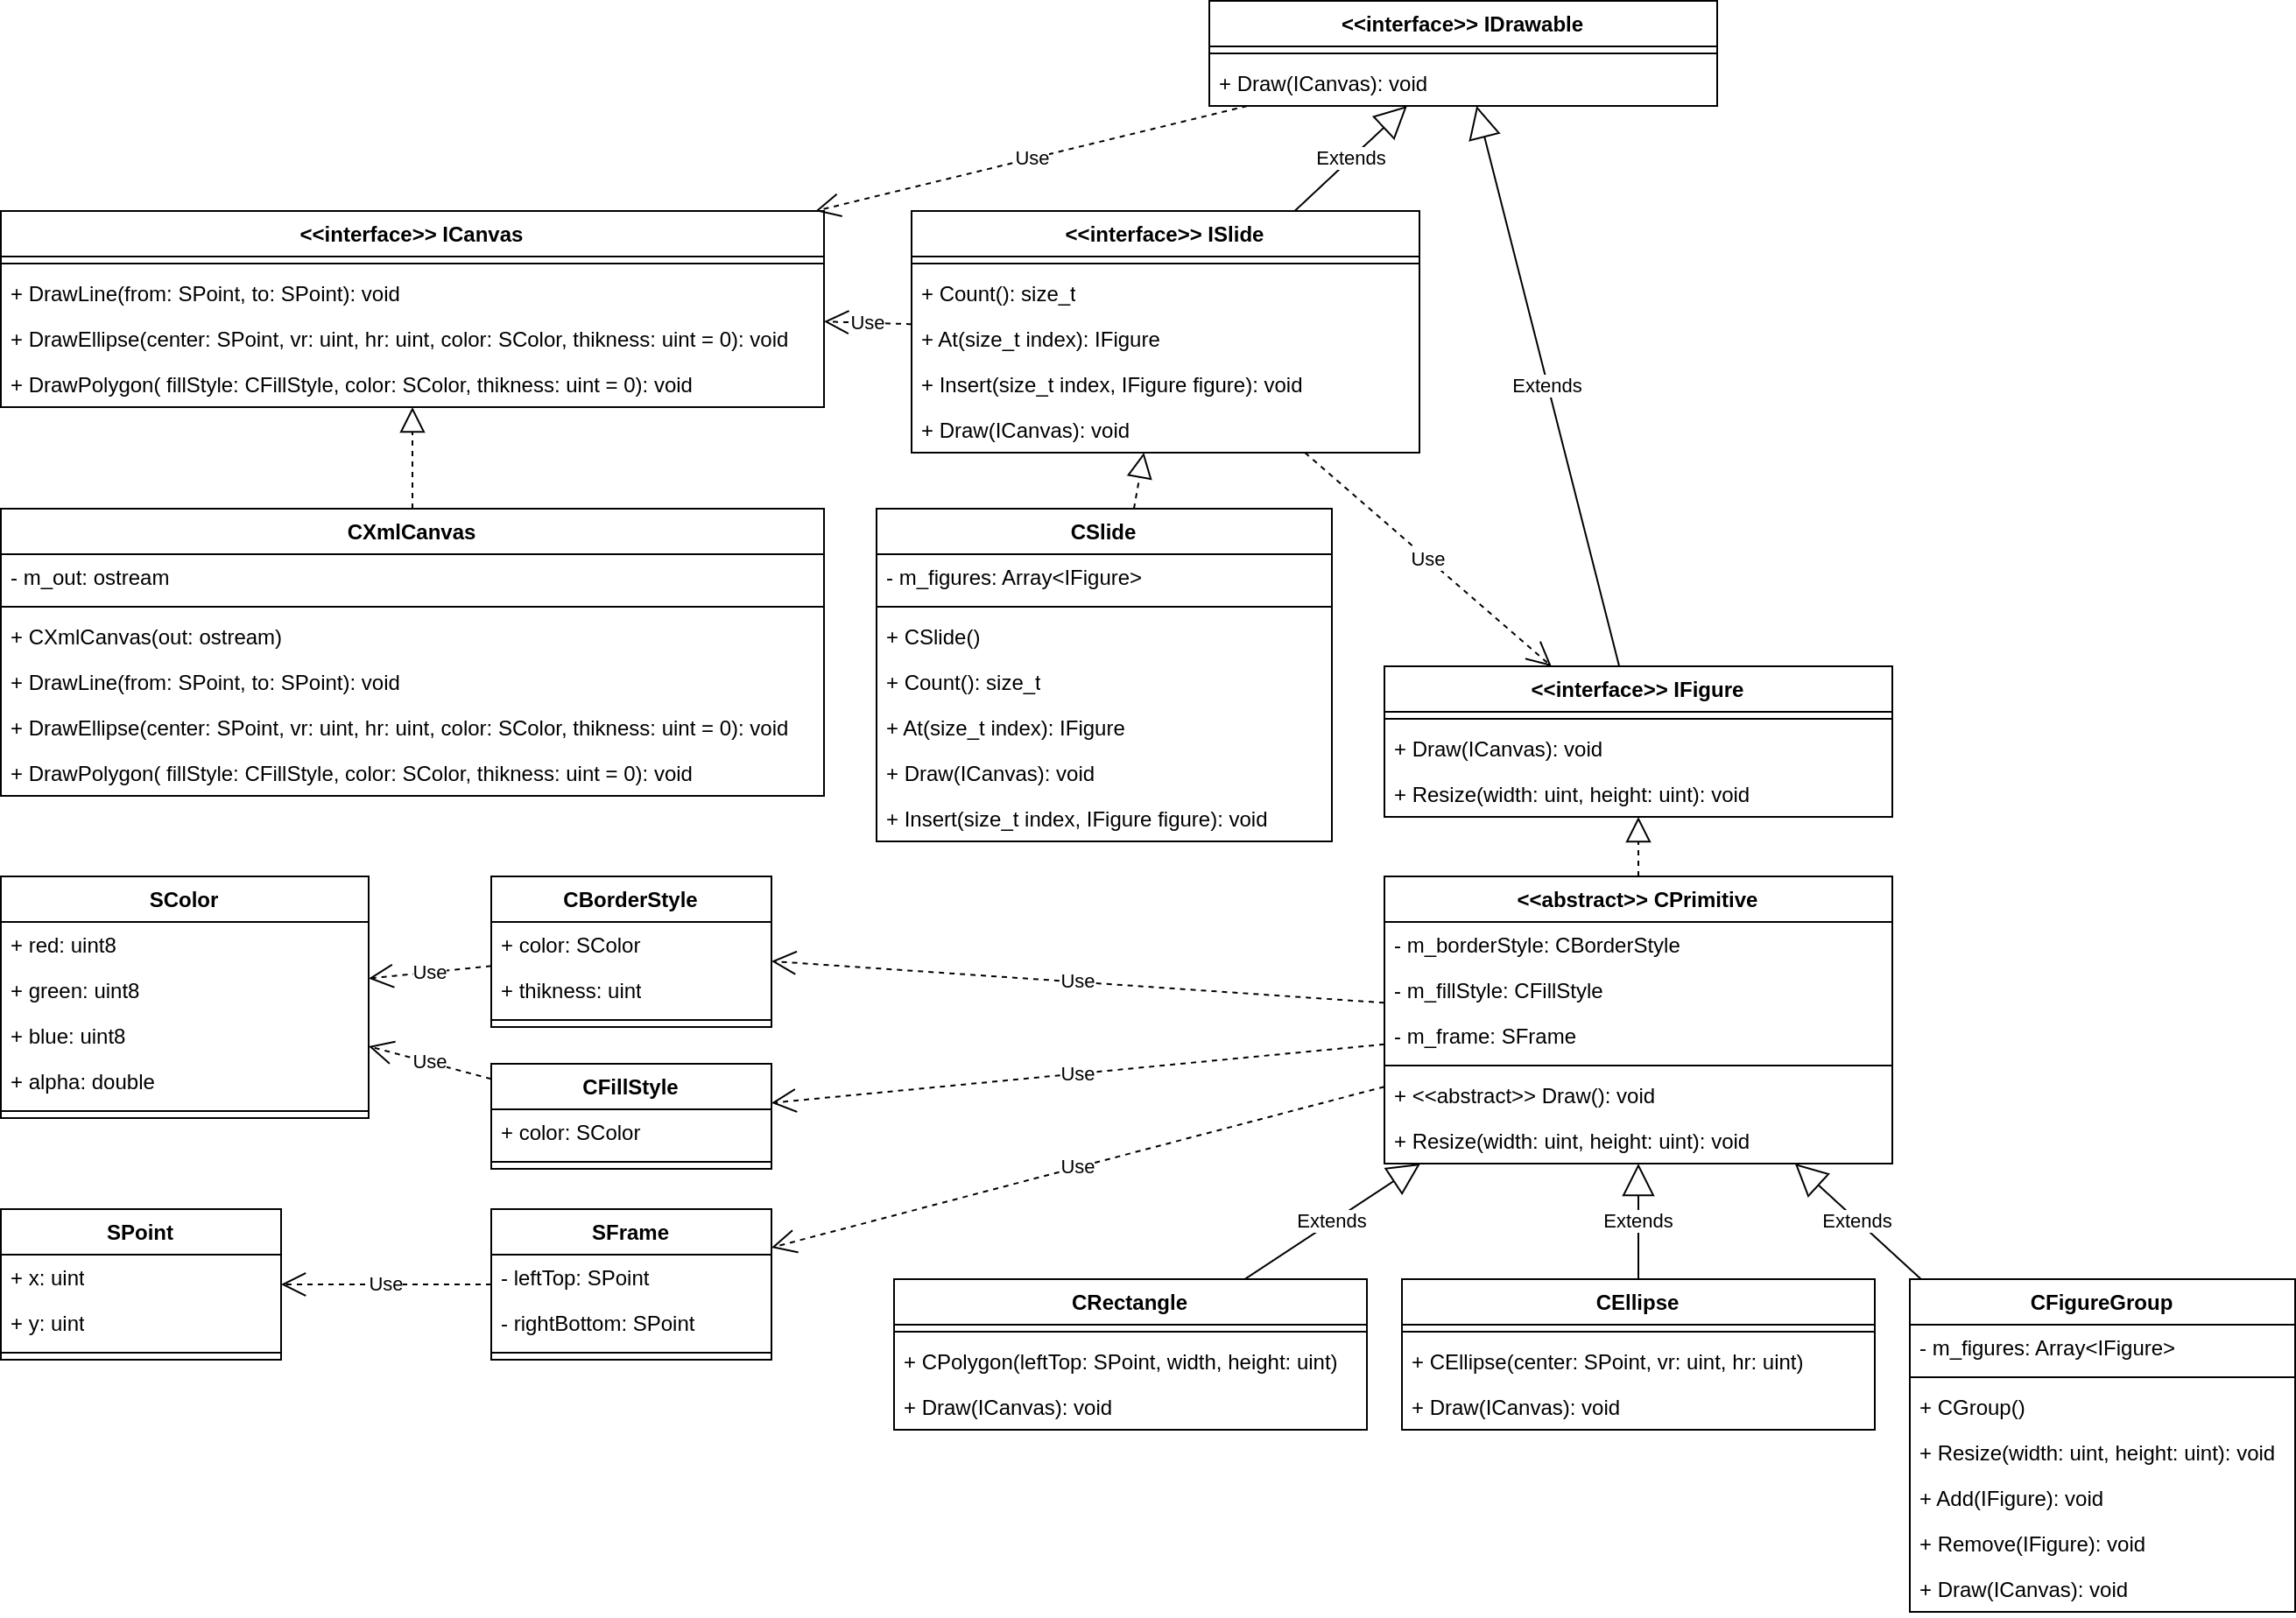 <<interface>> IDrawable
+ Draw(ICanvas): void
Use
Extends
Extends
<<interface>> ICanvas
+ DrawLine(from: SPoint, to: SPoint): void
+ DrawEllipse(center: SPoint, vr: uint, hr: uint, color: SColor, thikness: uint = 0): void
+ DrawPolygon( fillStyle: CFillStyle, color: SColor, thikness: uint = 0): void
Use
<<interface>> ISlide
+ Count(): size_t
+ At(size_t index): IFigure
+ Insert(size_t index, IFigure figure): void
+ Draw(ICanvas): void
Use
CXmlCanvas
- m_out: ostream
+ CXmlCanvas(out: ostream)
+ DrawLine(from: SPoint, to: SPoint): void
+ DrawEllipse(center: SPoint, vr: uint, hr: uint, color: SColor, thikness: uint = 0): void
+ DrawPolygon( fillStyle: CFillStyle, color: SColor, thikness: uint = 0): void
CSlide
- m_figures: Array<IFigure>
+ CSlide()
+ Count(): size_t
+ At(size_t index): IFigure
+ Draw(ICanvas): void
+ Insert(size_t index, IFigure figure): void
<<interface>> IFigure
+ Draw(ICanvas): void
+ Resize(width: uint, height: uint): void
SColor
+ red: uint8
+ green: uint8
+ blue: uint8
+ alpha: double
Use
Use
CBorderStyle
+ color: SColor
+ thikness: uint
CFillStyle
+ color: SColor
Use
Use
Use
<<abstract>> CPrimitive
- m_borderStyle: CBorderStyle
- m_fillStyle: CFillStyle
- m_frame: SFrame
+ <<abstract>> Draw(): void
+ Resize(width: uint, height: uint): void
SPoint
+ x: uint
+ y: uint
Use
SFrame
- leftTop: SPoint
- rightBottom: SPoint
Extends
Extends
Extends
CRectangle
+ CPolygon(leftTop: SPoint, width, height: uint)
+ Draw(ICanvas): void
CEllipse
+ CEllipse(center: SPoint, vr: uint, hr: uint)
+ Draw(ICanvas): void
CFigureGroup
- m_figures: Array<IFigure>
+ CGroup()
+ Resize(width: uint, height: uint): void
+ Add(IFigure): void
+ Remove(IFigure): void
+ Draw(ICanvas): void